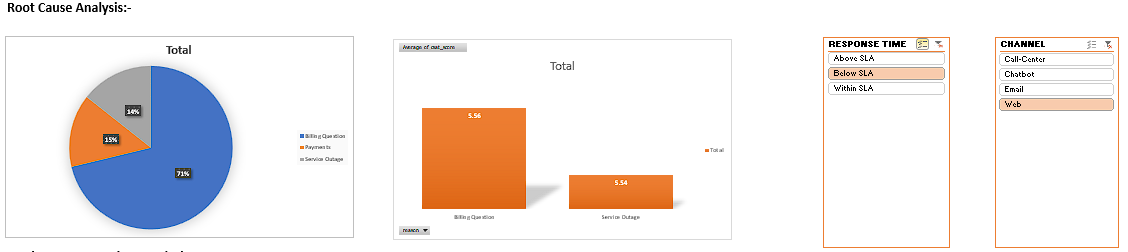 Root Cause Analysis:-
Total
14%
15%
71%
Billing Question
Payments
Service Outage
Average of csat_score
Total
5.56
5.54
Total
Billing Question
Service Outage
reason
RESPONSE TIME
Above SLA
Below SLA
Within SLA
CHANNEL
Call-Center
Chatbot
Email
Web